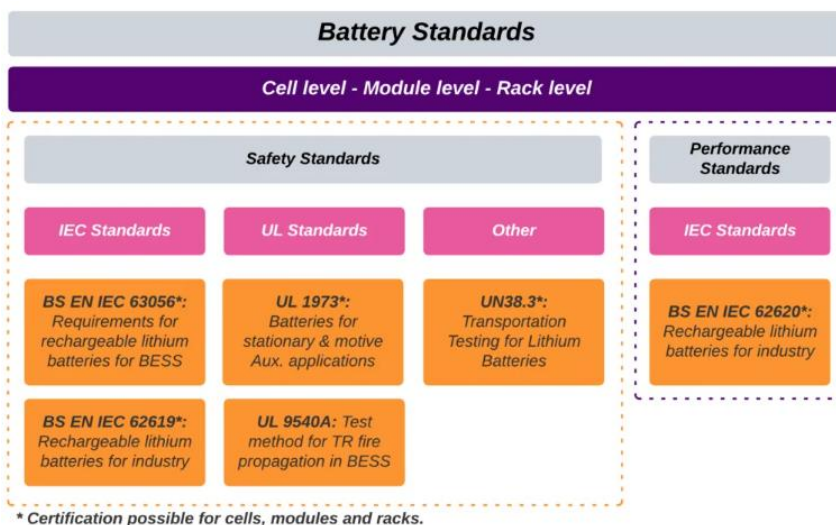 Battery Standards
Cell level - Module level - Rack level
Safety Standards
Performance
Standards
IEC Standards
UL Standards
Other
IEC Standards
BS EN IEC 63056*:
Requirements for
rechargeable lithium
batteries for BESS
UL 1973*:
Batteries for
stationary & motive
Aux. applications
UN38.3*:
Transportation
Testing for Lithium
Batteries
BS EN IEC 62620*:
Rechargeable lithium
batteries for industry
BS EN IEC 62619*:
Rechargeable lithium
batteries for industry
UL 9540A: Test
method for TR fire
propagation in BESS
* Certification possible for cells, modules and racks.